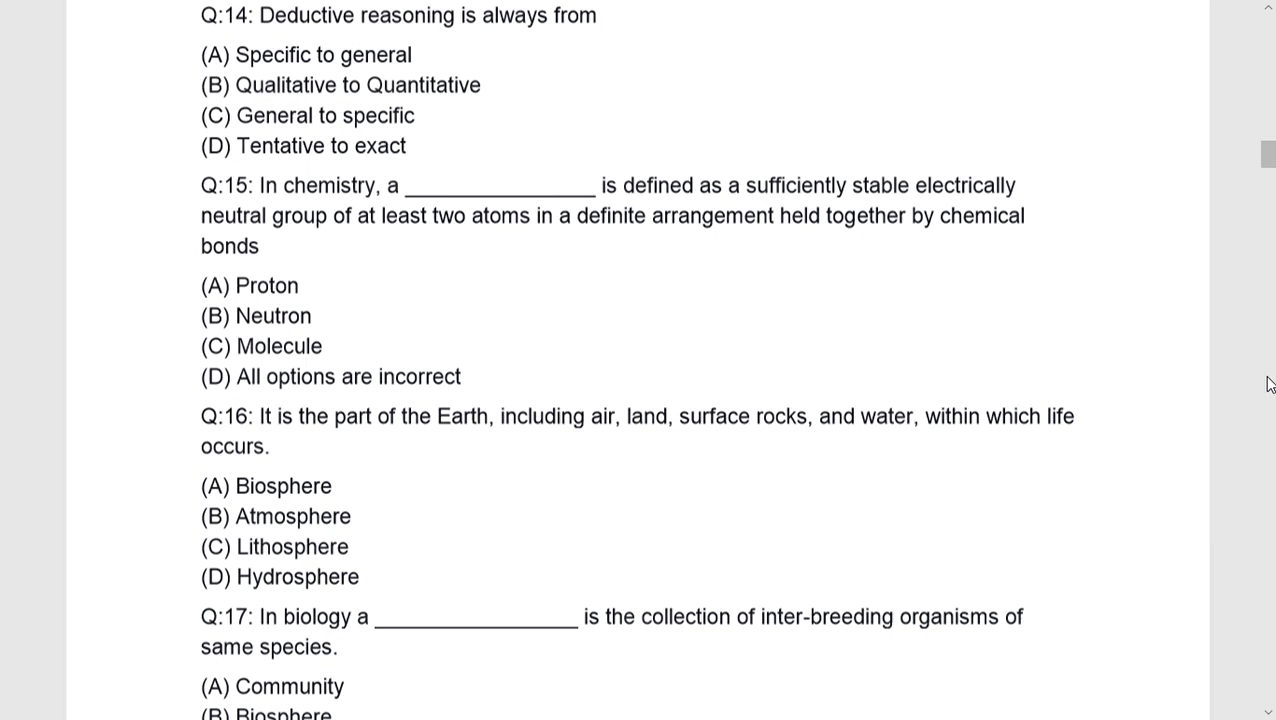 Q:14: Deductive reasoning is always from
(A) Specific to general
(B) Qualitative to Quantitative
(C) General to specific
(D) Tentative to exact
Q:15: In chemistry, a ________________ is defined as a sufficiently stable electrically
neutral group of at least two atoms in a definite arrangement held together by chemical
bonds
(A) Proton
(B) Neutron
(C) Molecule
(D) All options are incorrect
Q:16: It is the part of the Earth, including air, land, surface rocks, and water, within which life
occurs.
(A) Biosphere
(B) Atmosphere
(C) Lithosphere
(D) Hydrosphere
Q:17: In biology a _________________ is the collection of inter-breeding organisms of
same species.
(A) Community
(B) Biosphere